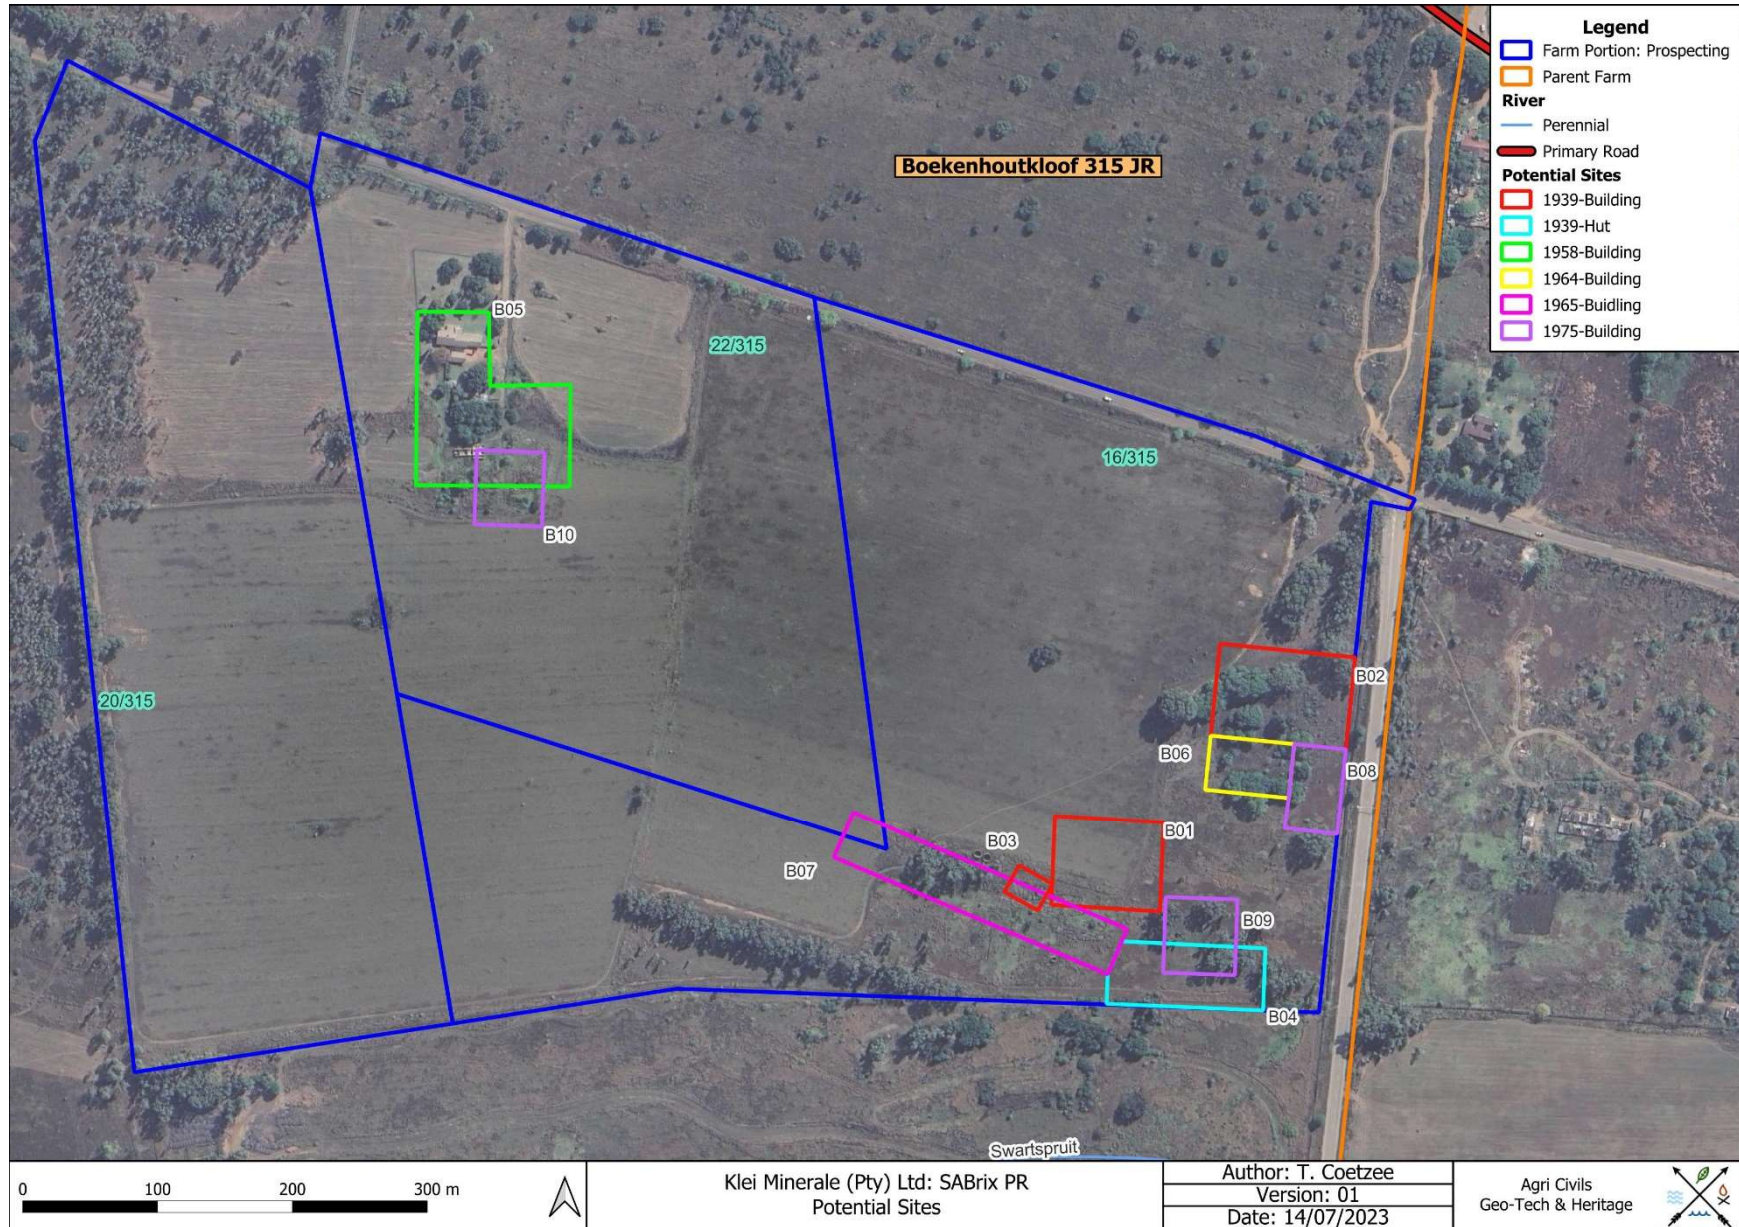 Legend
Farm Portion: Prospecting
Parent Farm
River
Perennial
Primary Road
Potential Sites
1939-Building
1939-Hut
1958-Building
1964-Building
1965-Buidling
1975-Building
Boekenhoutkloof 315 JR
B05
22/315
16/315
B10
B02
20/315
B06
B08
B01
B03
B07
B09
B04
Swartspruit
0 100 200 300 m
Klei Minerale (Pty) Ltd: SABrix PR
Potential Sites
Author: T. Coetzee
Version: 01
Date: 14/07/2023
Agri Civils
Geo-Tech & Heritage